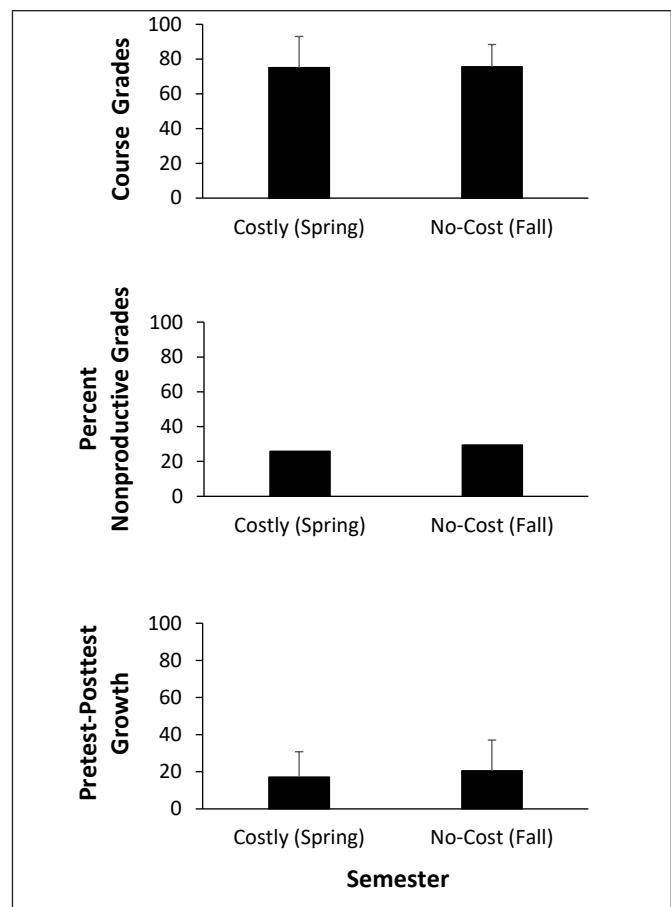 Course Grades
100
80
60
40
20
0
Costly (Spring) No-Cost (Fall)
Percent
Nonproductive Grades
100
80
60
40
20
0
Costly (Spring) No-Cost (Fall)
Pretest-Posttest
Growth
100
80
60
40
20
0
Costly (Spring) No-Cost (Fall)
Semester